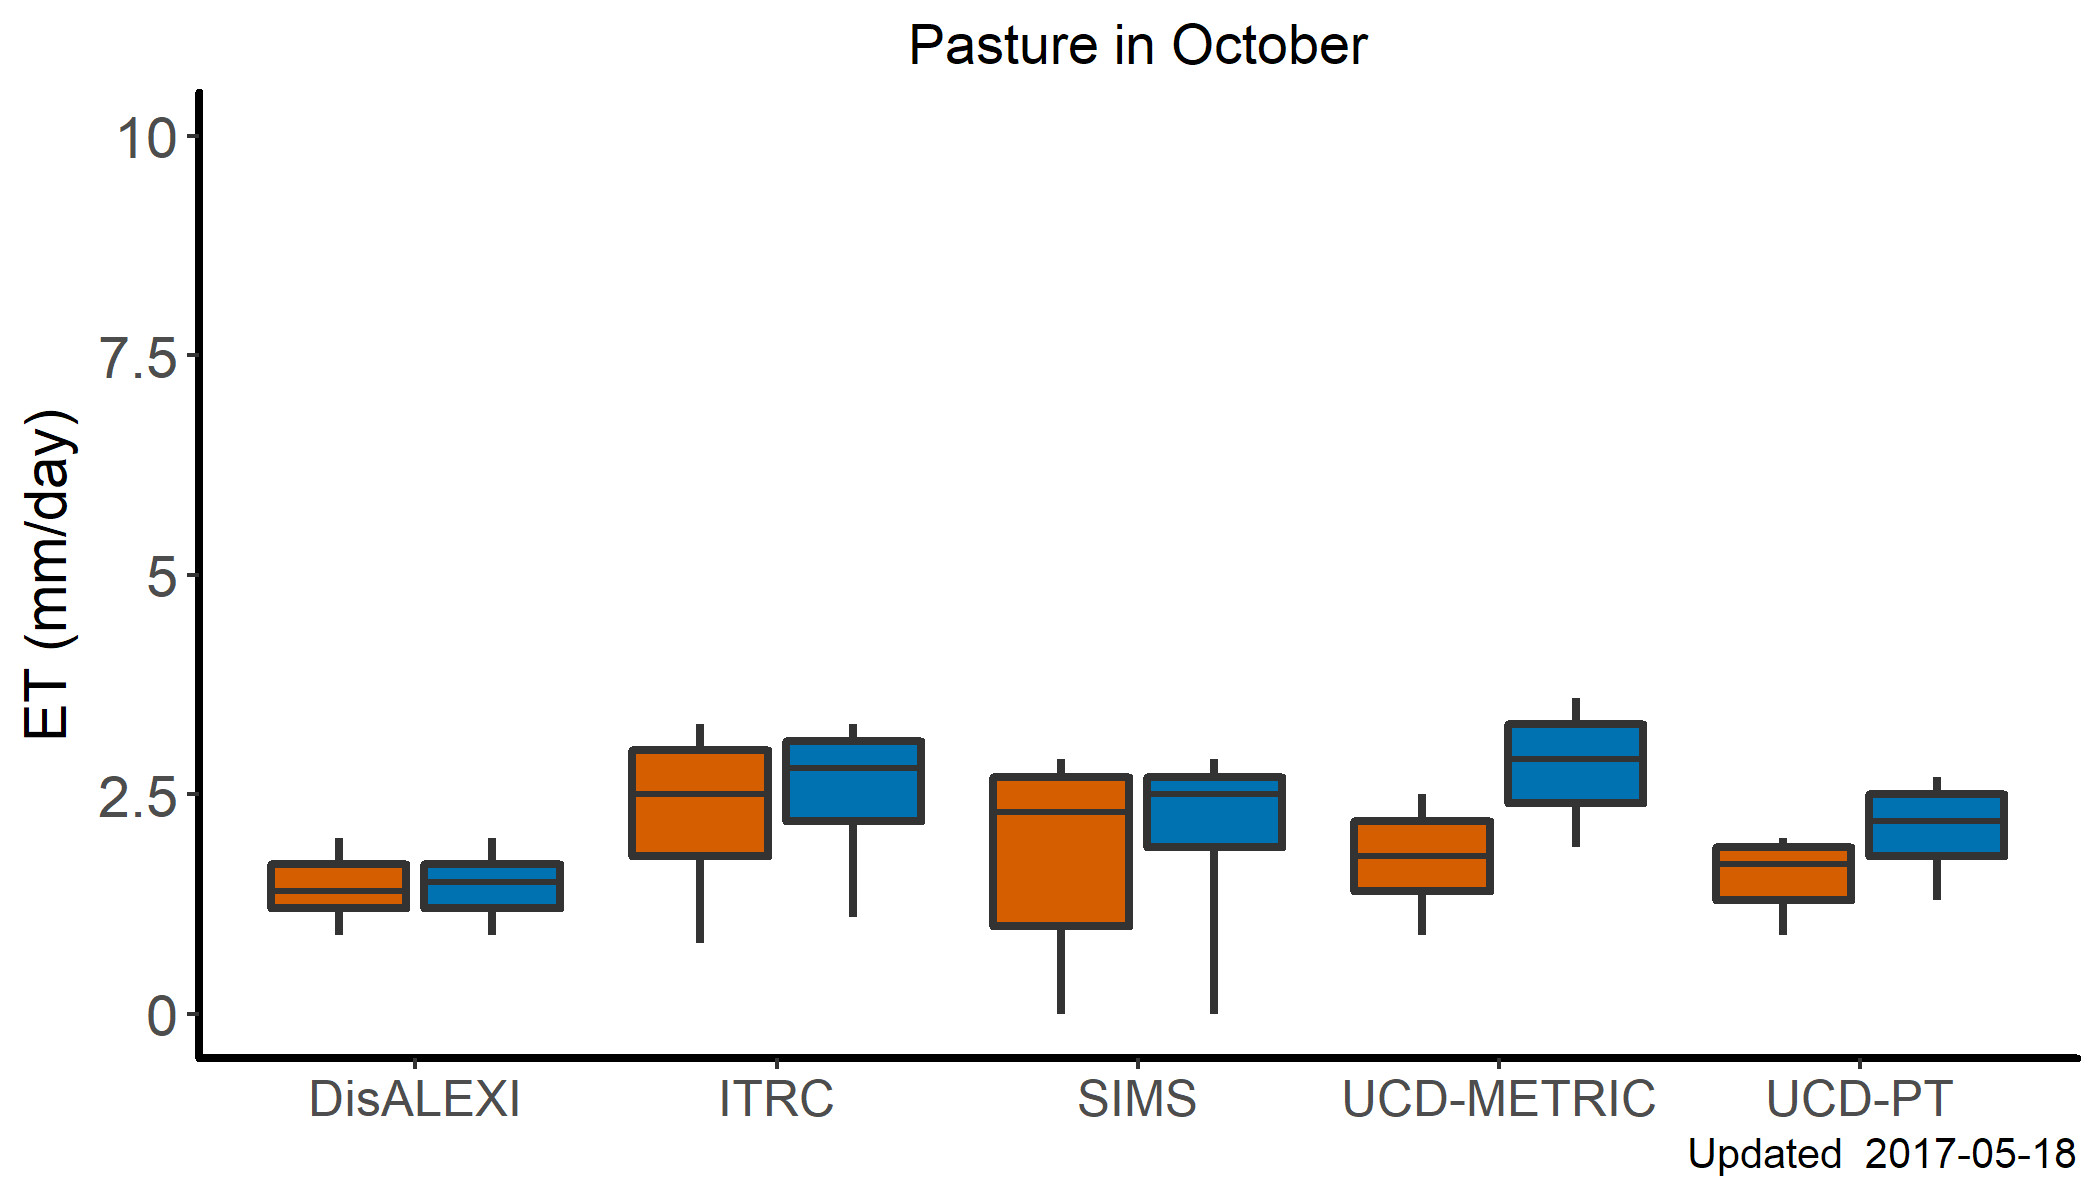 Pasture in October
ET (mm/day)
10
7.5
5
2.5
0
DisALEXI ITRC SIMS UCD-METRIC UCD-PT
Updated  2017-05-18